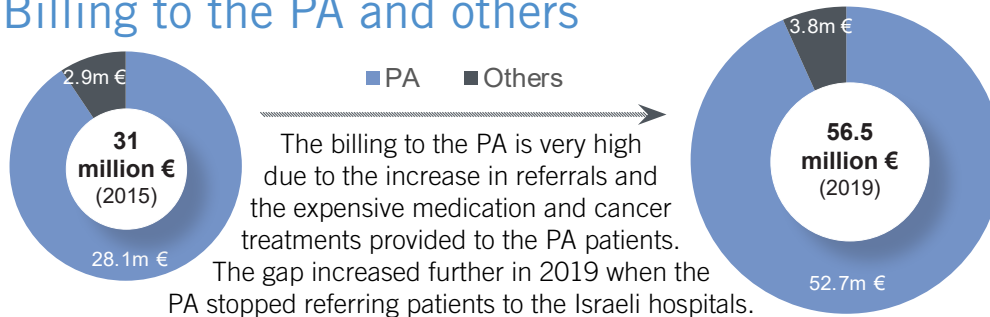 Billing to the PA and others
2.9m €
31
million €
(2015)
28.1m €
PA Others
The billing to the PA is very high
due to the increase in referrals and
the expensive medication and cancer
treatments provided to the PA patients.
The gap increased further in 2019 when the
PA stopped referring patients to the Israeli hospitals.
3.8m €
56.5
million €
(2019)
52.7m €